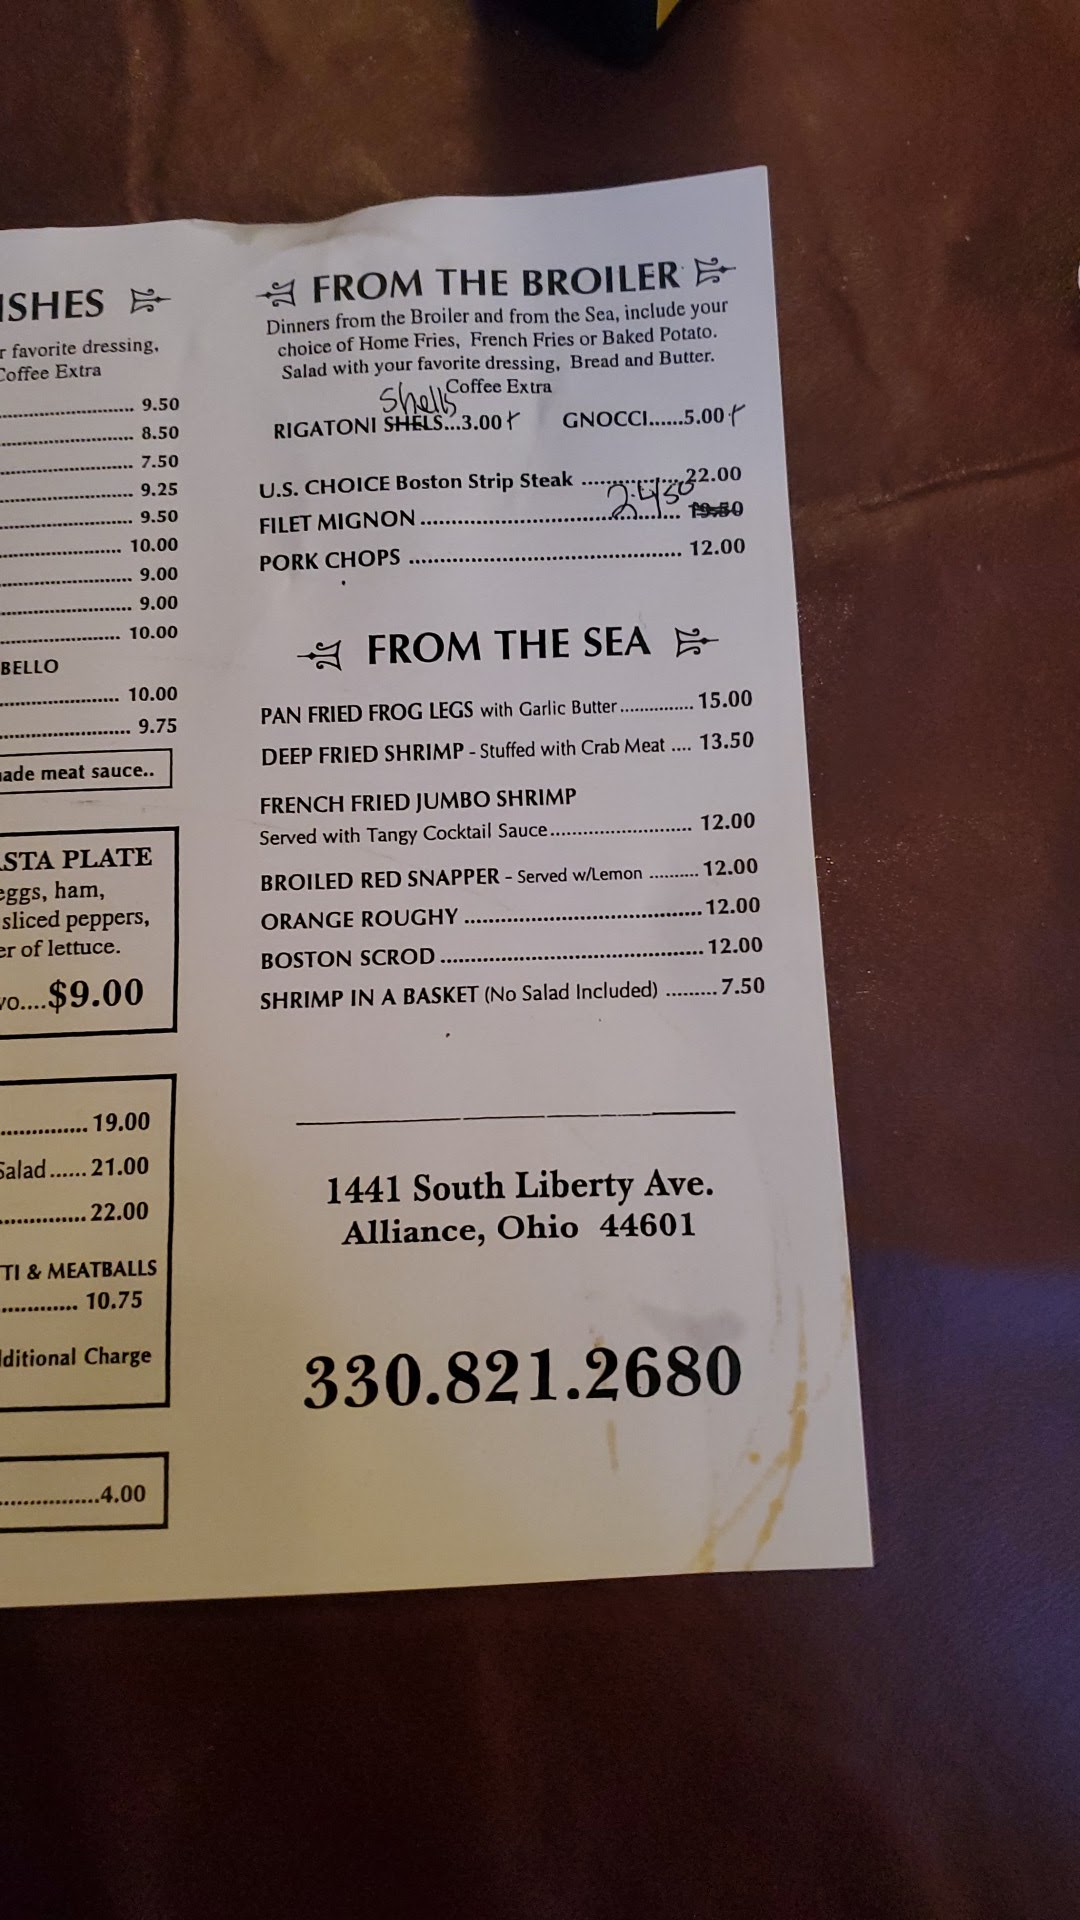 ISHES
r favorite dressing,
Coffee Extra
9.50
8.50
7.50
9.25
9.50
10.00
9.00
9.00
10.00
BELLO
10.00
9.75
ade meat sauce..
STA PLATE
eggs, ham,
sliced peppers,
er of lettuce.
vo....$9.00
19.00
Salad......21.00
22.00
TI & MEATBALLS
10.75
dditional Charge
4.00
FROM THE BROILER
Dinners from the Broiler and from the Sea, include your
choice of Home Fries, French Fries or Baked Potato.
Salad with your favorite dressing, Bread and Butter.
Coffee Extra
Shells
RIGATONI SHELS...3.00 GNOCCI......5.00
U.S. CHOICE Boston Strip Steak ................22.00
24.50
FILET MIGNON .......................................... 19.50
PORK CHOPS .......................................... 12.00
FROM THE SEA
PAN FRIED FROG LEGS with Garlic Butter............... 15.00
DEEP FRIED SHRIMP - Stuffed with Crab Meat .... 13.50
FRENCH FRIED JUMBO SHRIMP
Served with Tangy Cocktail Sauce............................ 12.00
BROILED RED SNAPPER - Served w/Lemon .......... 12.00
ORANGE ROUGHY .......................................12.00
BOSTON SCROD ...........................................12.00
SHRIMP IN A BASKET (No Salad Included) .........7.50
1441 South Liberty Ave.
Alliance, Ohio 44601
330.821.2680